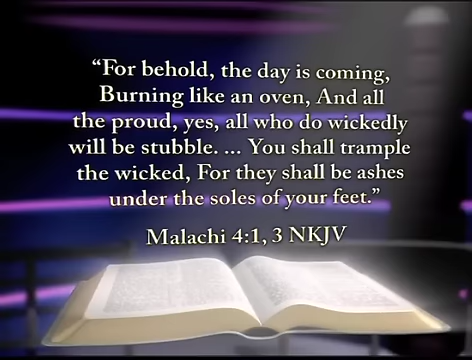 “For behold, the day is coming,
Burning like an oven, And all
the proud, yes, all who do wickedly
will be stubble. ... You shall trample
the wicked, For they shall be ashes
under the soles of your feet.”
Malachi 4:1, 3 NKJV